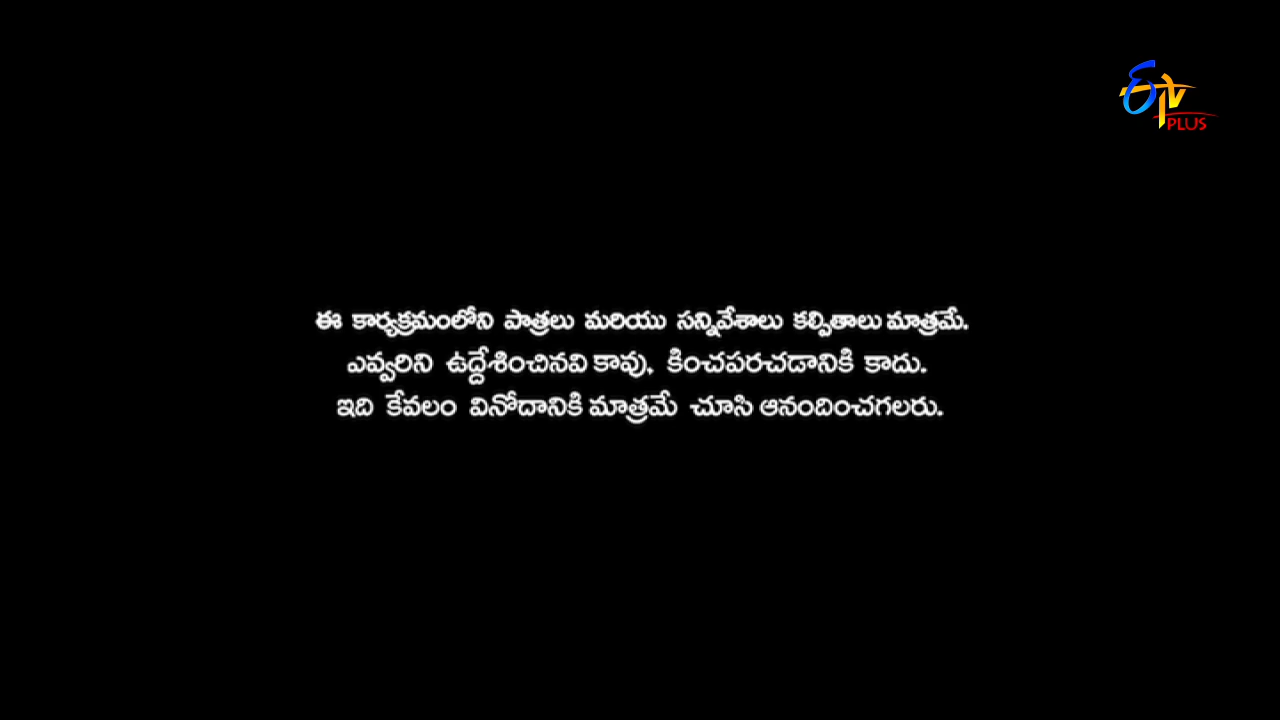 ETV
PLUS
ఈ కార్యక్రమంలోని పాత్రలు మరియు సన్నివేశాలు కల్పితాలు మాత్రమే.
ఎవ్వరిని ఉద్దేశించినవి కావు, కించపరచడానికి కాదు.
ఇది కేవలం వినోదానికి మాత్రమే చూసి ఆనందించగలరు.